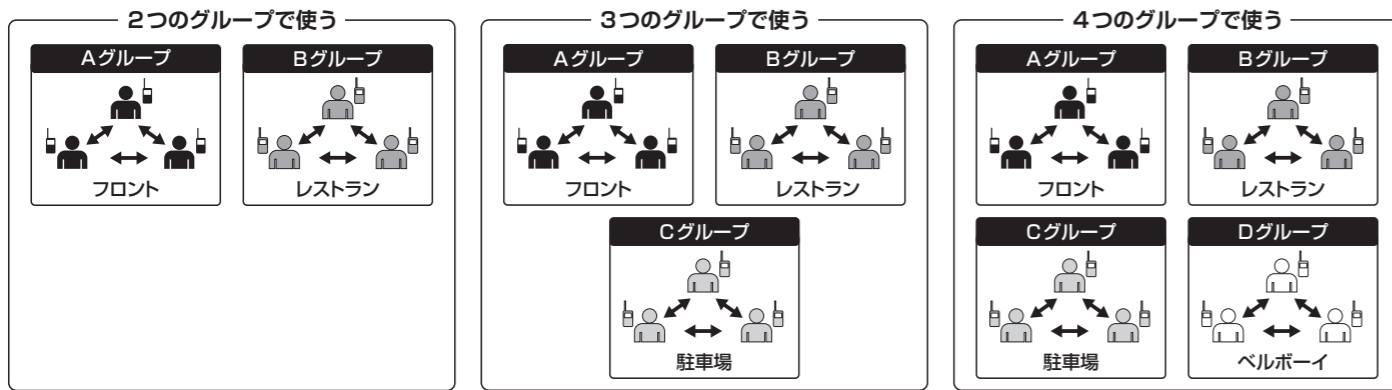 2つのグループで使う
Aグループ
Bグループ
フロント
レストラン
3つのグループで使う
Aグループ
Bグループ
フロント
レストラン
Cグループ
駐車場
4つのグループで使う
Aグループ
Bグループ
フロント
レストラン
Cグループ
Dグループ
駐車場
ベルボーイ